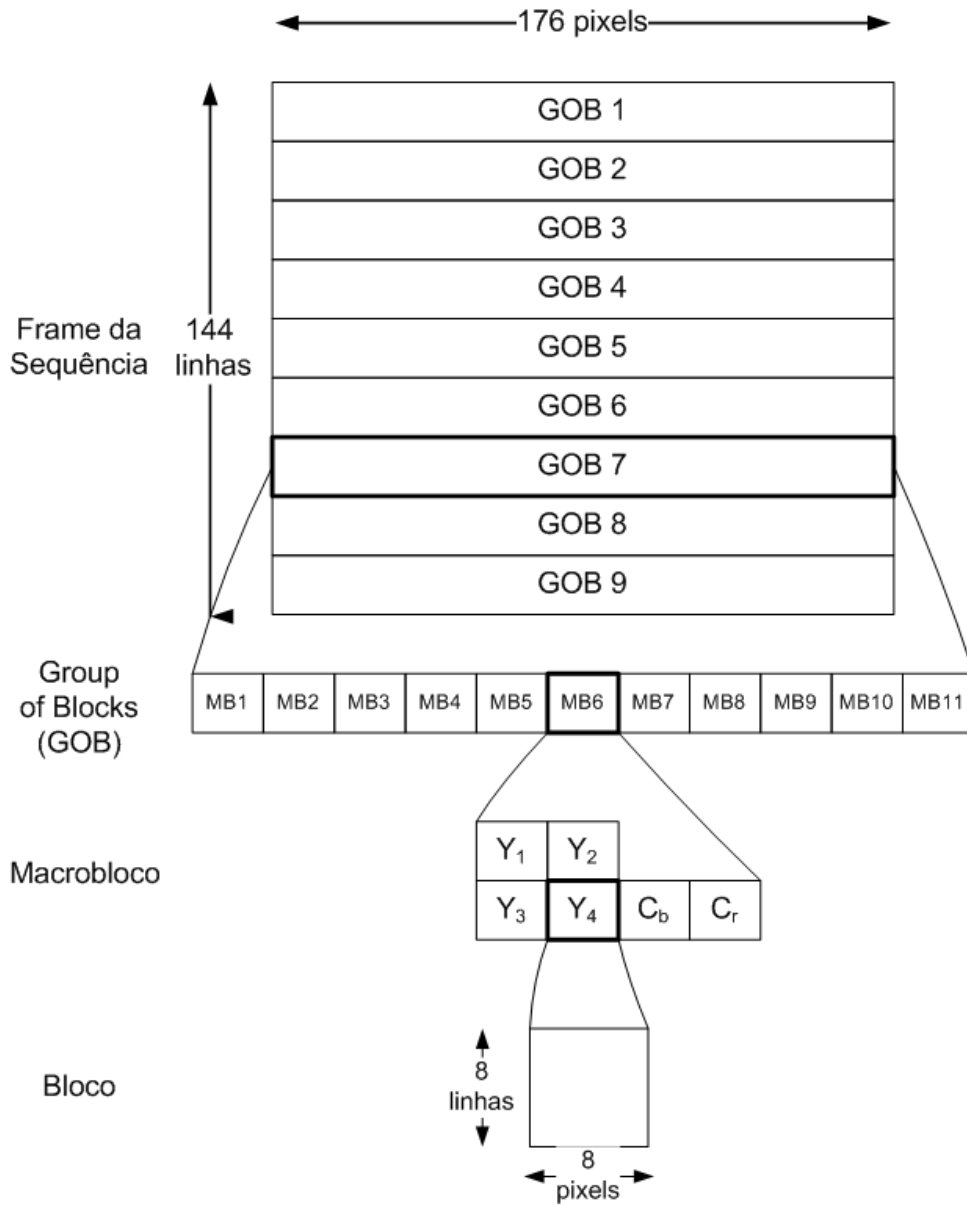 176 pixels
GOB 1
GOB 2
GOB 3
GOB 4
GOB 5
GOB 6
GOB 7
GOB 8
GOB 9
Frame da
Sequência
144
linhas
Group
of Blocks
(GOB)
MB1 MB2 MB3 MB4 MB5 MB6 MB7 MB8 MB9 MB10 MB11
Macrobloco
Y1 Y2
Y3 Y4 Cb Cr
Bloco
8
linhas
8
pixels